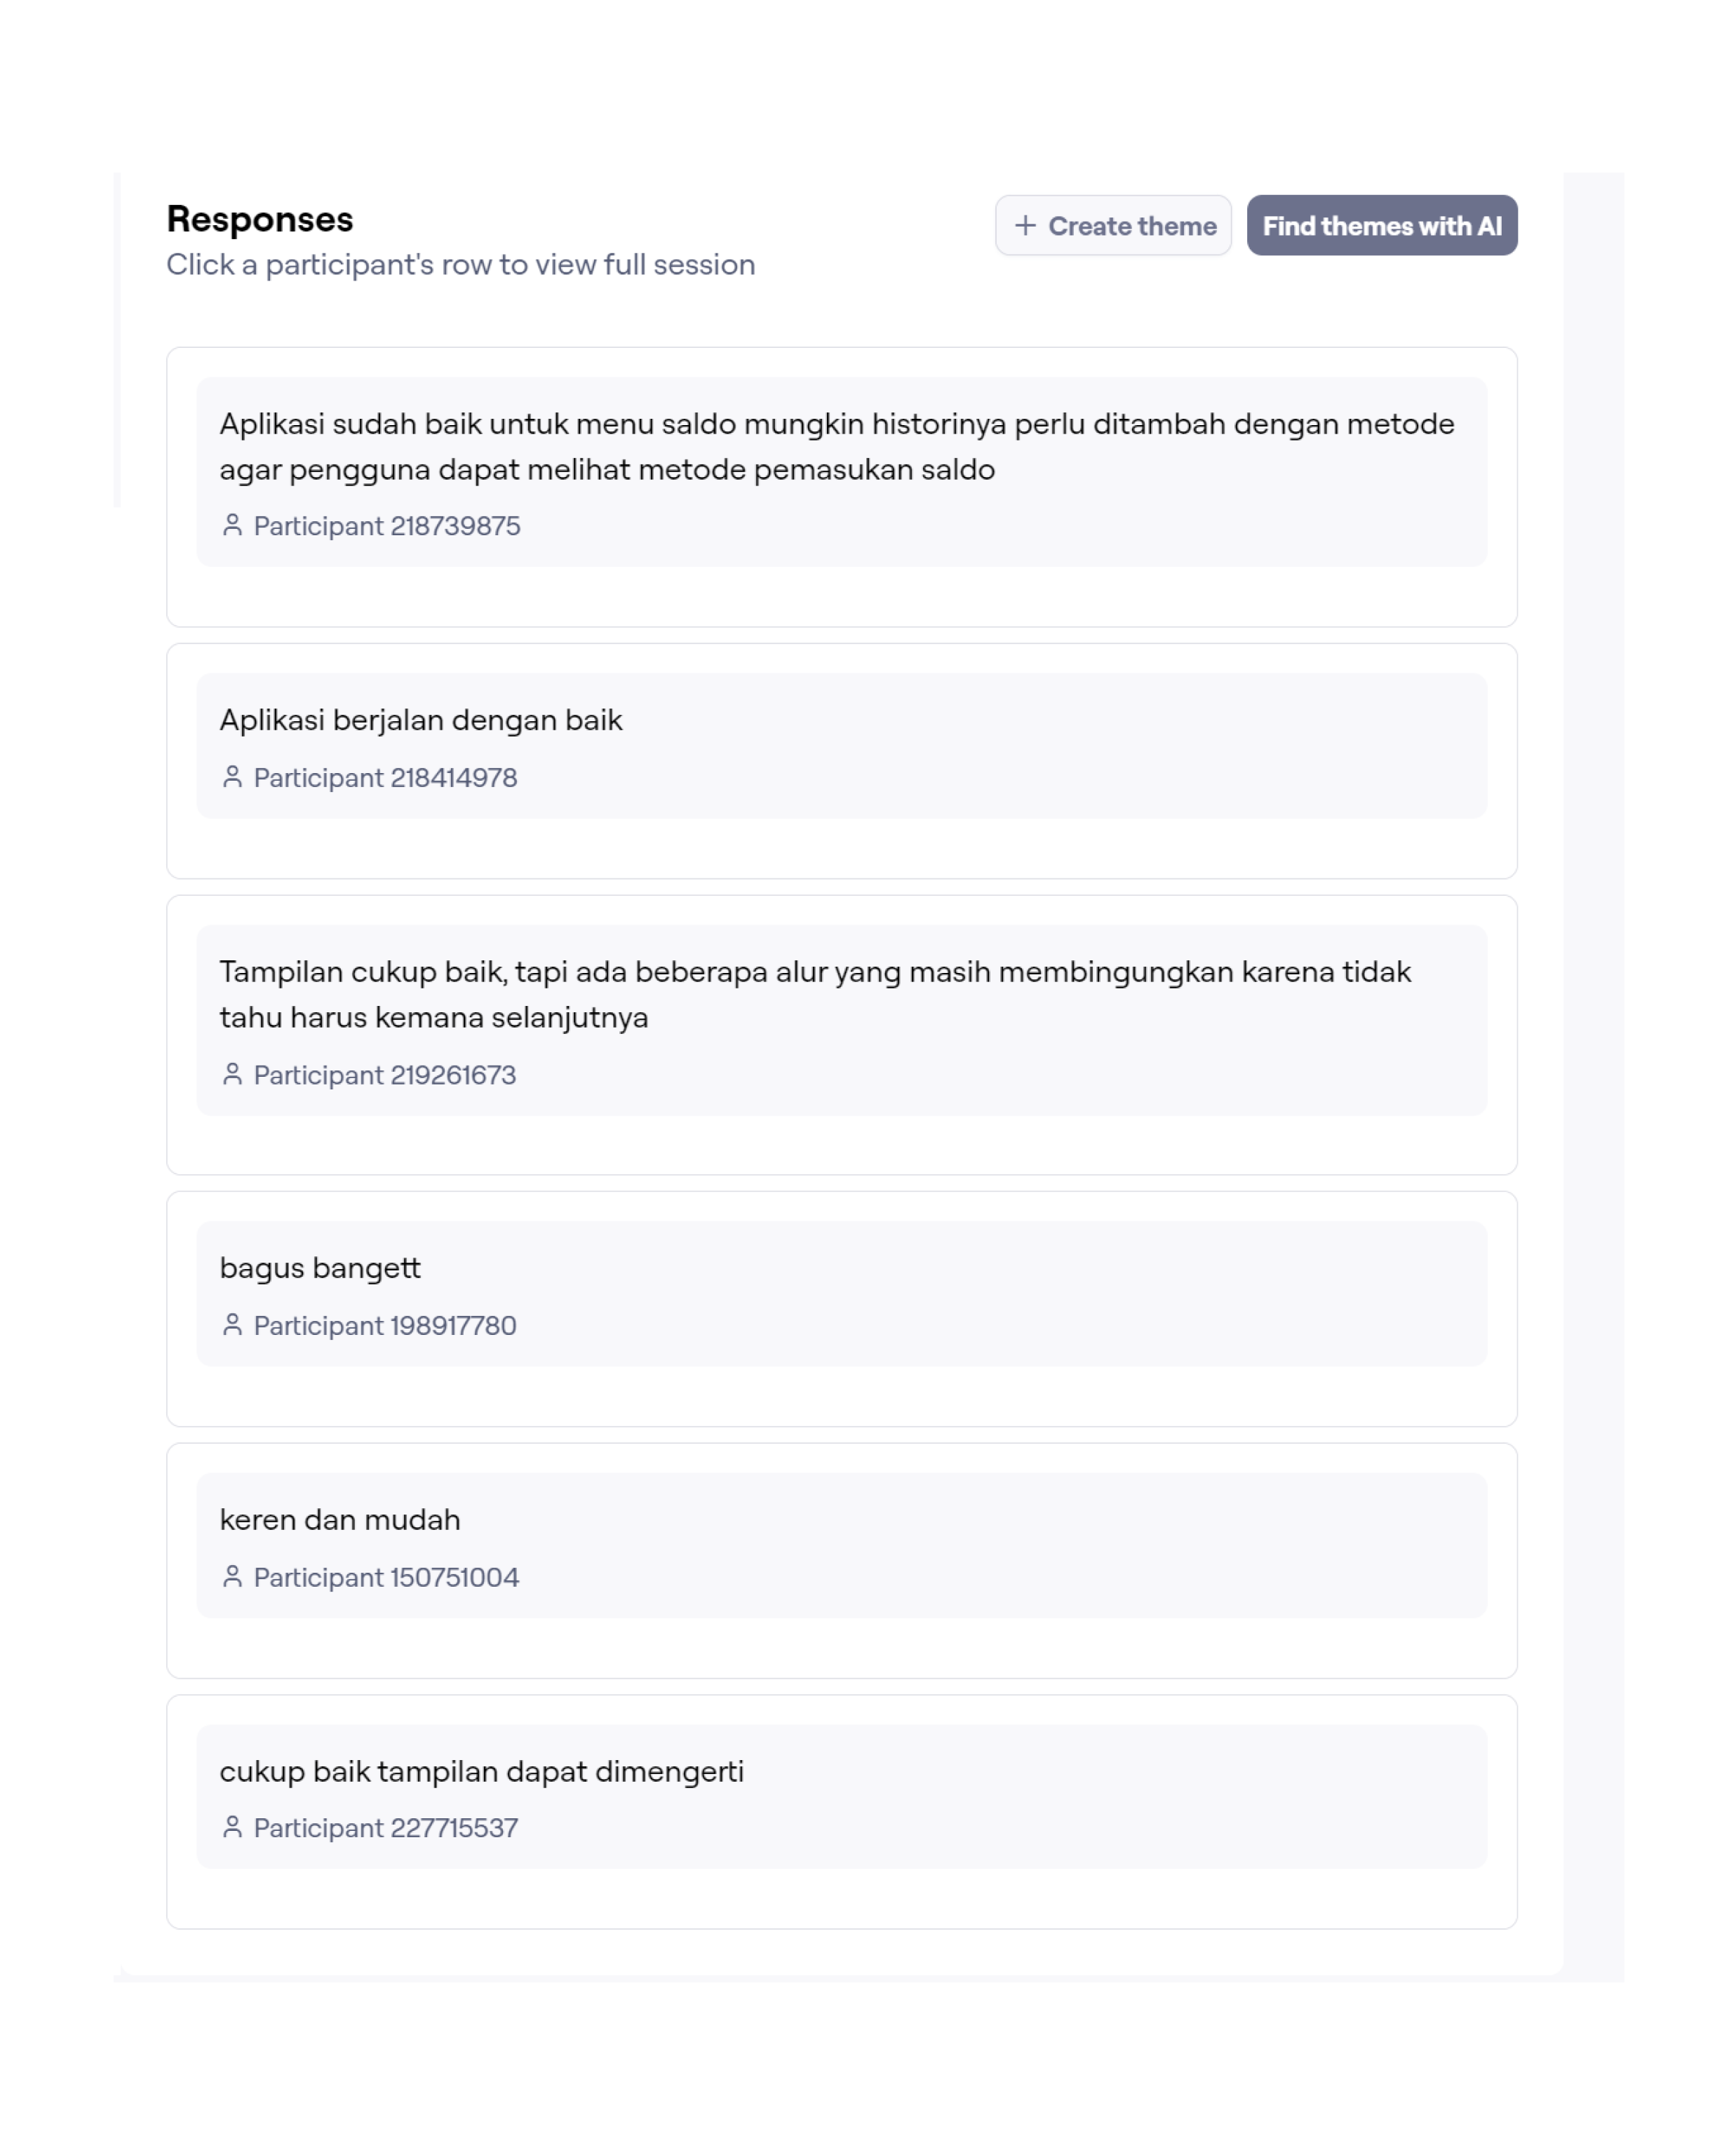 Responses
+ Create theme
Find themes with AI
Click a participant's row to view full session
Aplikasi sudah baik untuk menu saldo mungkin historinya perlu ditambah dengan metode
agar pengguna dapat melihat metode pemasukan saldo
Participant 218739875
Aplikasi berjalan dengan baik
Participant 218414978
Tampilan cukup baik, tapi ada beberapa alur yang masih membingungkan karena tidak
tahu harus kemana selanjutnya
Participant 219261673
bagus bangett
Participant 198917780
keren dan mudah
Participant 150751004
cukup baik tampilan dapat dimengerti
Participant 227715537